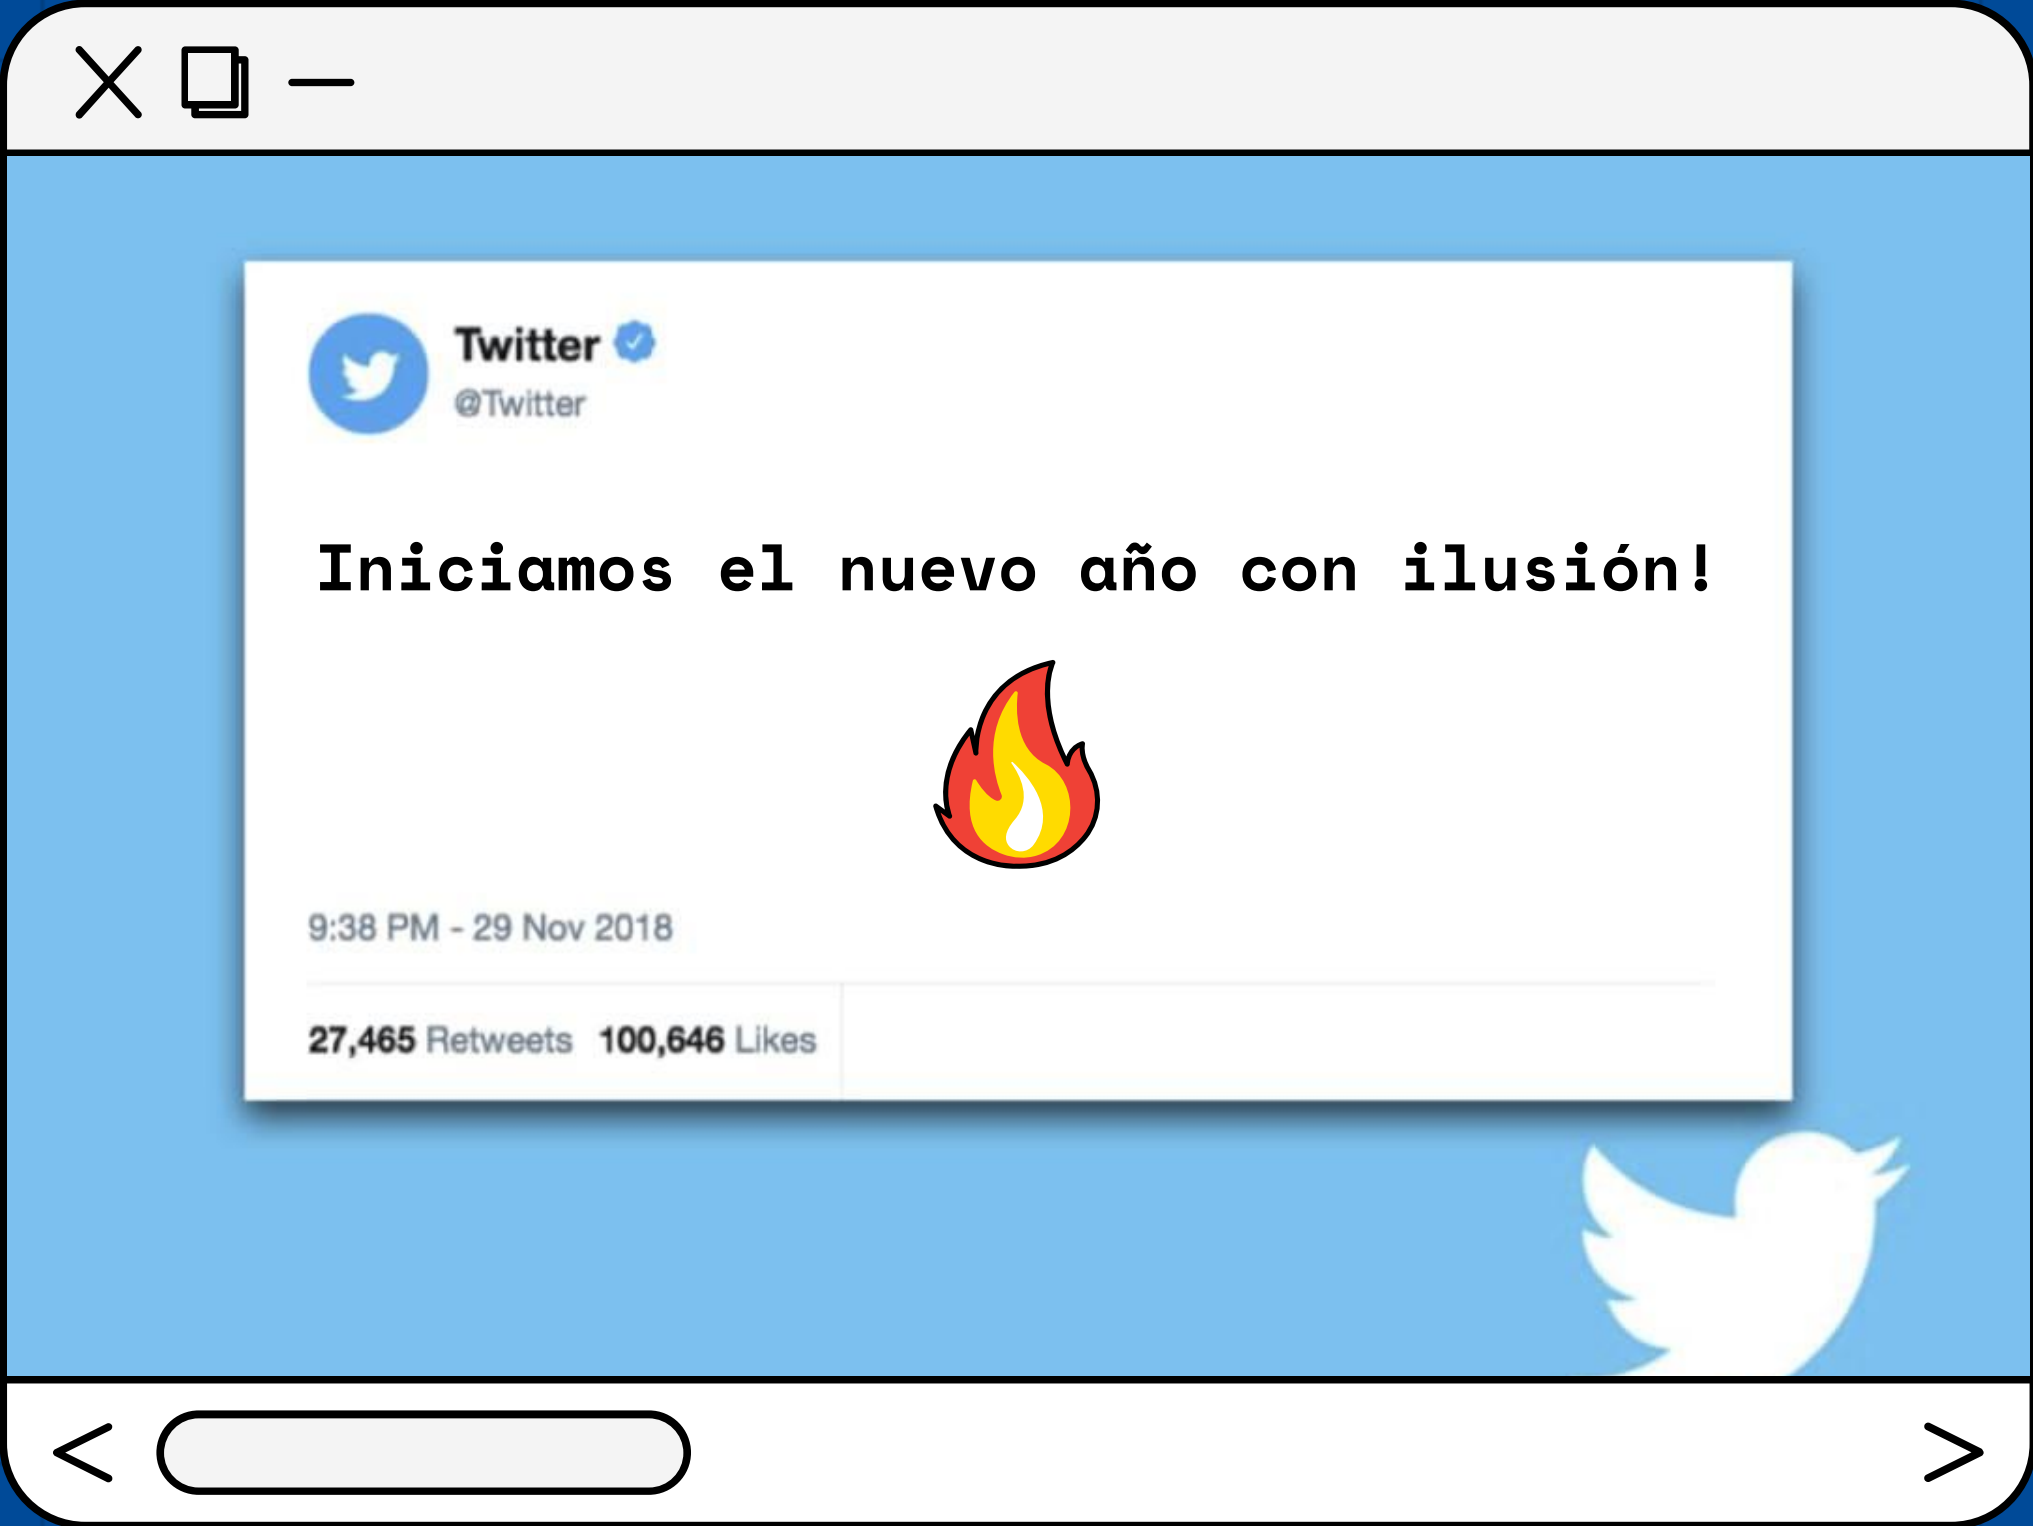 Twitter
@Twitter
Iniciamos el nuevo año con ilusión!
9:38 PM - 29 Nov 2018
27,465 Retweets 100,646 Likes